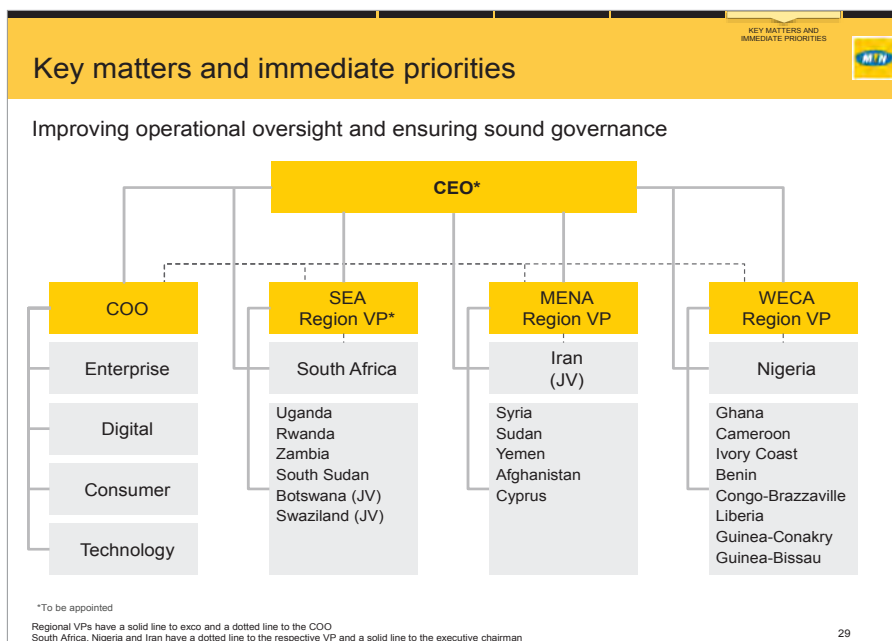 KEY MATTERS AND
IMMEDIATE PRIORITIES
Key matters and immediate priorities
MTN
Improving operational oversight and ensuring sound governance
CEO*
COO
SEA
Region VP*
MENA
Region VP
WECA
Region VP
Enterprise
South Africa
Iran
(JV)
Nigeria
Digital
Consumer
Technology
Uganda
Rwanda
Zambia
South Sudan
Botswana (JV)
Swaziland (JV)
Syria
Sudan
Yemen
Afghanistan
Cyprus
Ghana
Cameroon
Ivory Coast
Benin
Congo-Brazzaville
Liberia
Guinea-Conakry
Guinea-Bissau
*To be appointed
Regional VPs have a solid line to exco and a dotted line to the COO
South Africa, Nigeria and Iran have a dotted line to the respective VP and a solid line to the executive chairman
29